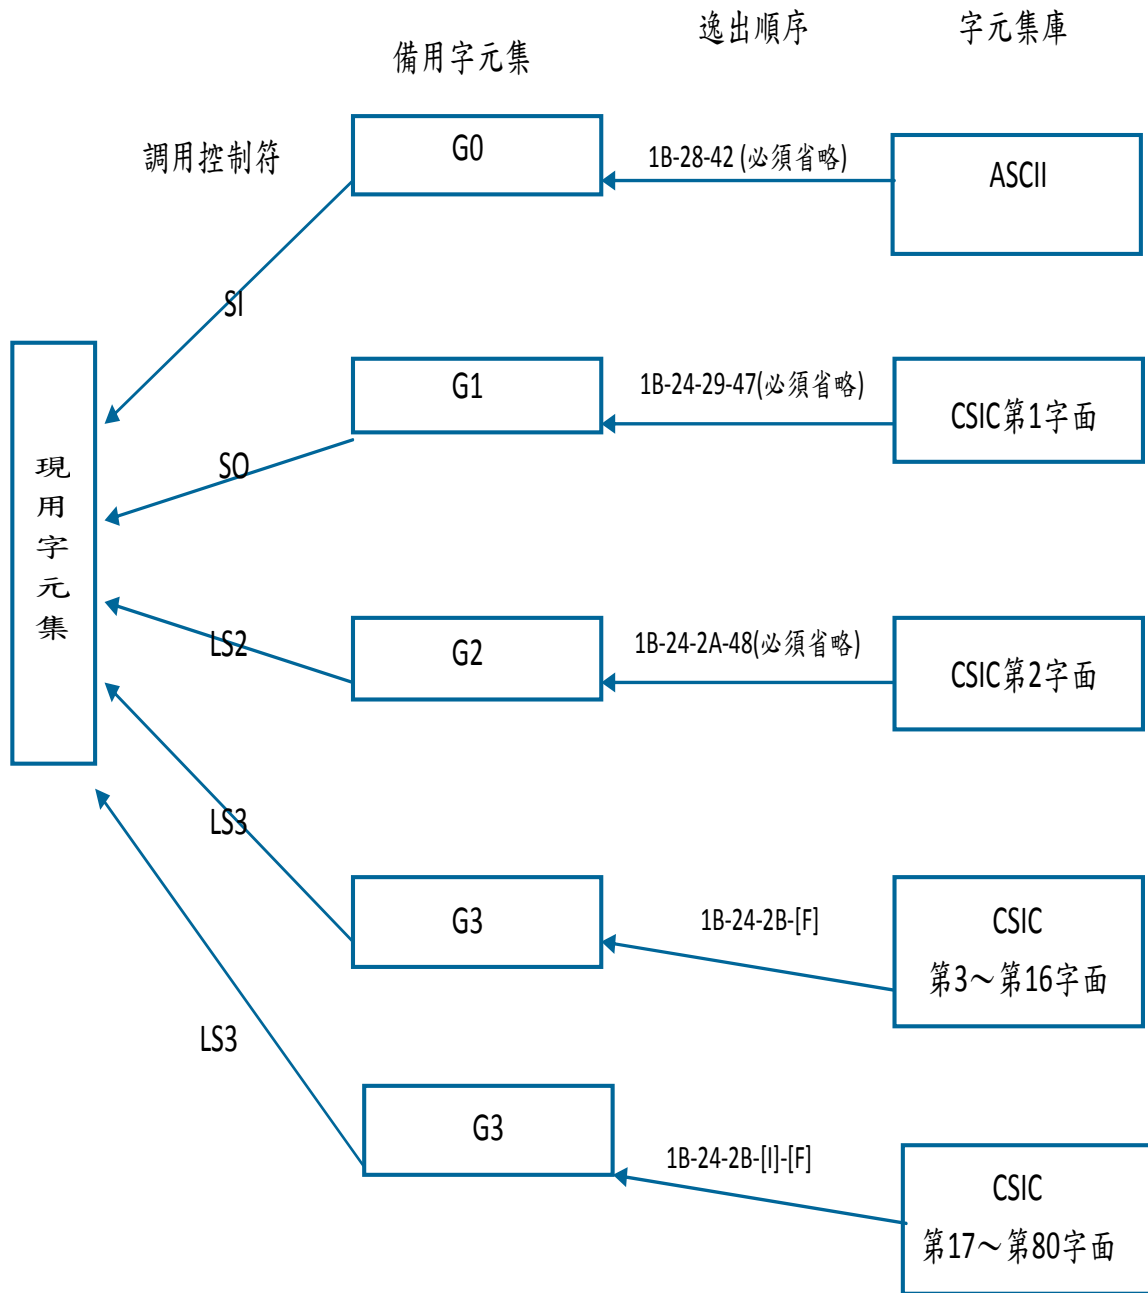 逸出順序
字元集庫
備用字元集
調用控制符
G0
1B-28-42 (必須省略)
ASCII
SI
G1
1B-24-29-47(必須省略)
CSIC第1字面
SO
現
用
字
元
集
G2
1B-24-2A-48(必須省略)
CSIC第2字面
LS2
LS3
G3
1B-24-2B-[F]
CSIC
第3～第16字面
LS3
G3
1B-24-2B-[I]-[F]
CSIC
第17～第80字面